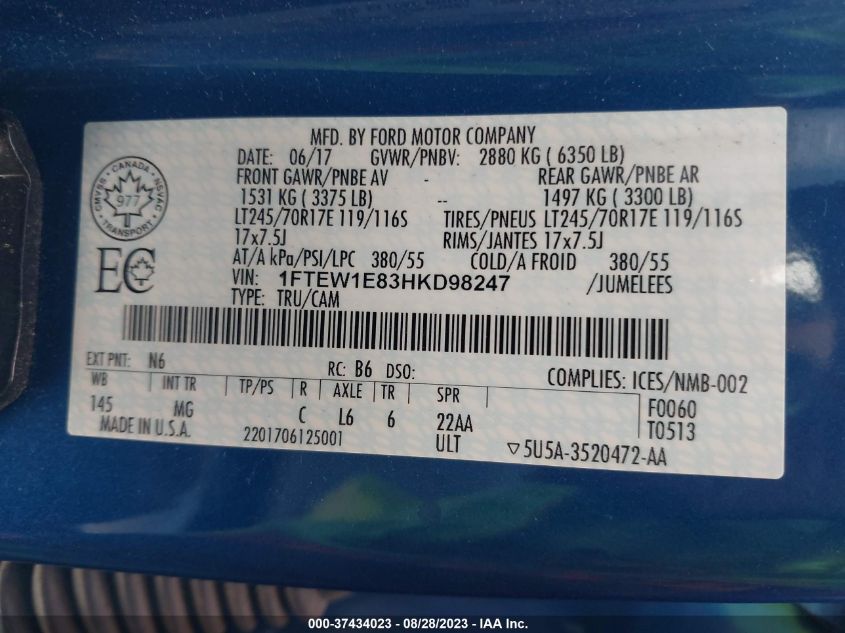 MFD. BY FORD MOTOR COMPANY
DATE: 06/17 GVWR/PNBV: 2880 KG ( 6350 LB)
FRONT GAWR/PNBE AV - REAR GAWR/PNBE AR
1531 KG ( 3375 LB) -- 1497 KG ( 3300 LB)
LT245/70R17E 119/116S TIRES/PNEUS LT245/70R17E 119/116S
17x7.5J RIMS/JANTES 17x7.5J
AT/A kPa/PSI/LPC 380/55 COLD/A FROID 380/55
VIN: 1FTEW1E83HKD98247 /JUMELEES
TYPE: TRU/CAM
CANADA
CMVSS NSVAC
977
TRANSPORT
EC
EXT PNT: N6 RC: B6 DSO: COMPLIES: ICES/NMB-002
WB INT TR TP/PS R AXLE TR SPR F0060
145 MG C L6 6 22AA T0513
MADE IN U.S.A. 2201706125001 ULT ▽5U5A-3520472-AA
000-37434023 - 08/28/2023 - IAA Inc.